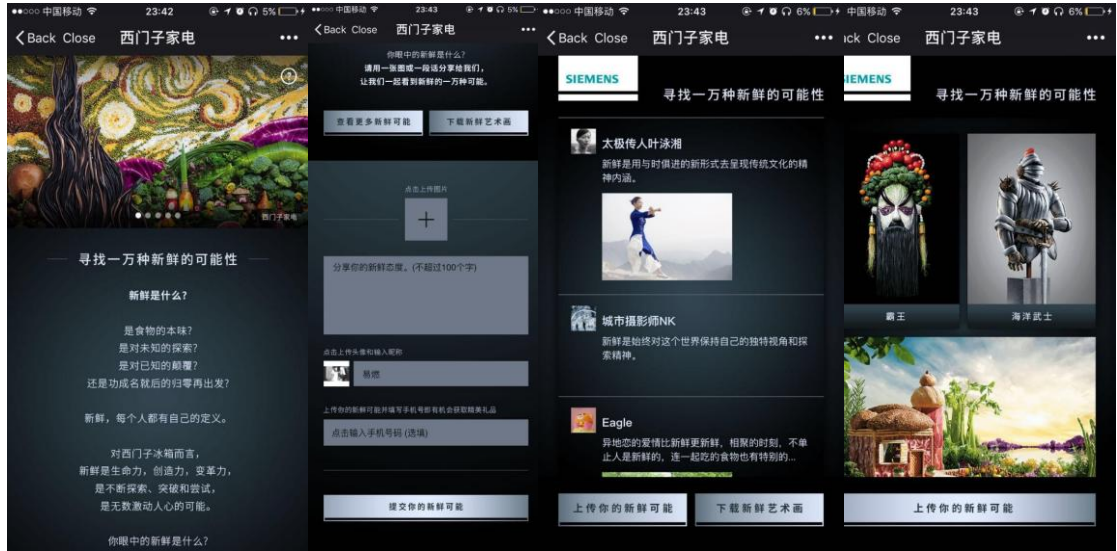 中国移动 23:42 5%
Back Close 西门子家电
西门子家电
寻找一万种新鲜的可能性
新鲜是什么?
是食物的本味?
是对未知的探索?
是对已知的颠覆?
还是功成名就后的归零再出发?
新鲜,每个人都有自己的定义。
对西门子冰箱而言,
新鲜是生命力,创造力,变革力,
是不断探索、突破和尝试,
是无数激动人心的可能。
你眼中的新鲜是什么?
中国移动 23:43 5%
Back Close 西门子家电
你眼中的新鲜是什么?
请用一张图或一段话分享给我们,
让我们一起看到新鲜的一万种可能。
查看更多新鲜可能 下载新鲜艺术画
点击上传图片
分享你的新鲜态度。(不超过100个字)
点击上传头像和输入昵称
易燃
上传你的新鲜可能并填写手机号即有机会获取精美礼品
点击输入手机号码 (选填)
提交你的新鲜可能
中国移动 23:43 6%
Back Close 西门子家电
SIEMENS
寻找一万种新鲜的可能性
太极传人叶泳湘
新鲜是用与时俱进的新形式去呈现传统文化的精
神内涵。
城市摄影师NK
新鲜是始终对这个世界保持自己的独特视角和探
索精神。
Eagle
异地恋的爱情比新鲜更新鲜,相聚的时刻,不单
止人是新鲜的,连一起吃的食物也有特别的...
上传你的新鲜可能 下载新鲜艺术画
中国移动 23:43 6%
ck Close 西门子家电
IEMENS
寻找一万种新鲜的可能性
霸王 海洋武士
上传你的新鲜可能